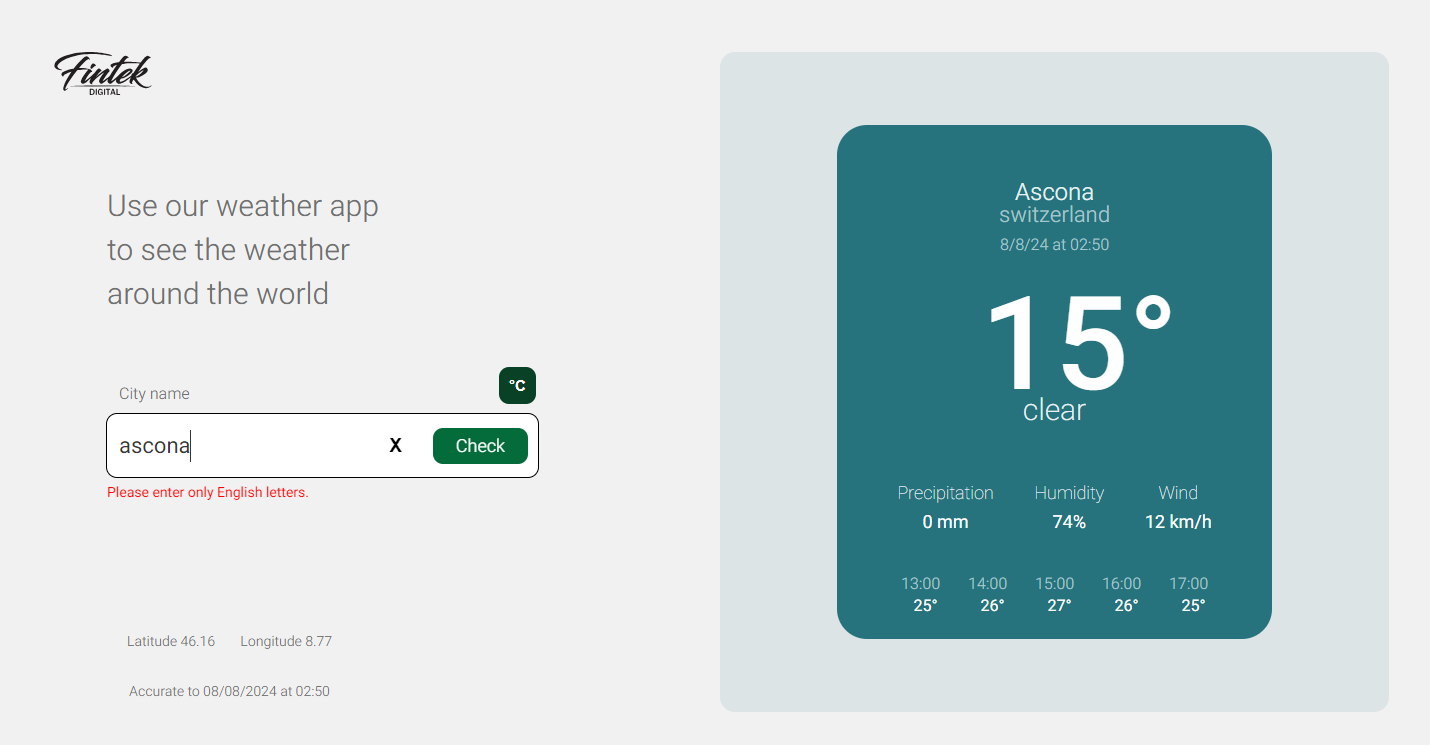 Fintek
DIGITAL
Use our weather app
to see the weather
around the world
City name
°C
ascona
X
Check
Please enter only English letters.
Latitude 46.16 Longitude 8.77
Accurate to 08/08/2024 at 02:50
Ascona
switzerland
8/8/24 at 02:50
15°
clear
Precipitation Humidity Wind
0 mm 74% 12 km/h
13:00 14:00 15:00 16:00 17:00
25° 26° 27° 26° 25°